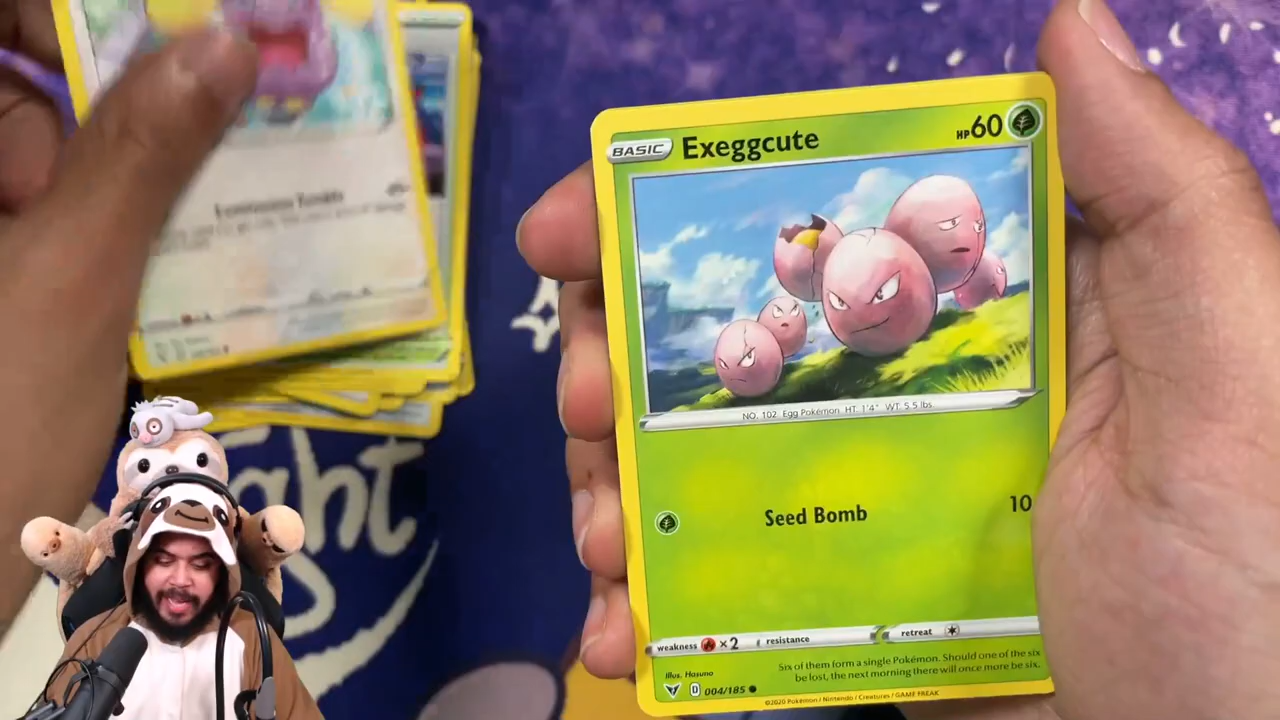 BASIC Exeggcute HP 60
NO. 102 Egg Pokémon HT. 1'4" WT. 5.5 lbs.
Seed Bomb 10
weakness ×2 resistance retreat
Illus. Hasuno
Six of them form a single Pokémon. Should one of the six
be lost, the next morning there will once more be six.
D 004/185
©2020 Pokémon / Nintendo / Creatures / GAME FREAK